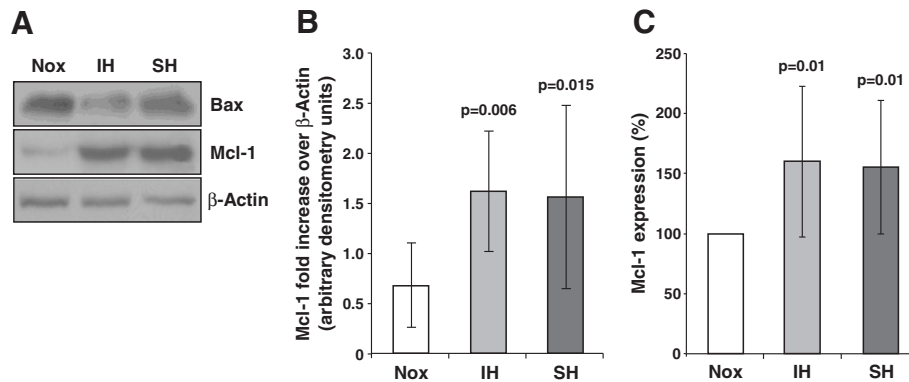 A
Nox IH SH
Bax
Mcl-1
β-Actin
B
Mcl-1 fold increase over β-Actin
(arbitrary densitometry units)
3.0
2.5
2.0
1.5
1.0
0.5
0
p=0.006
p=0.015
Nox IH SH
C
Mcl-1 expression (%)
250
200
150
100
50
0
p=0.01
p=0.01
Nox IH SH